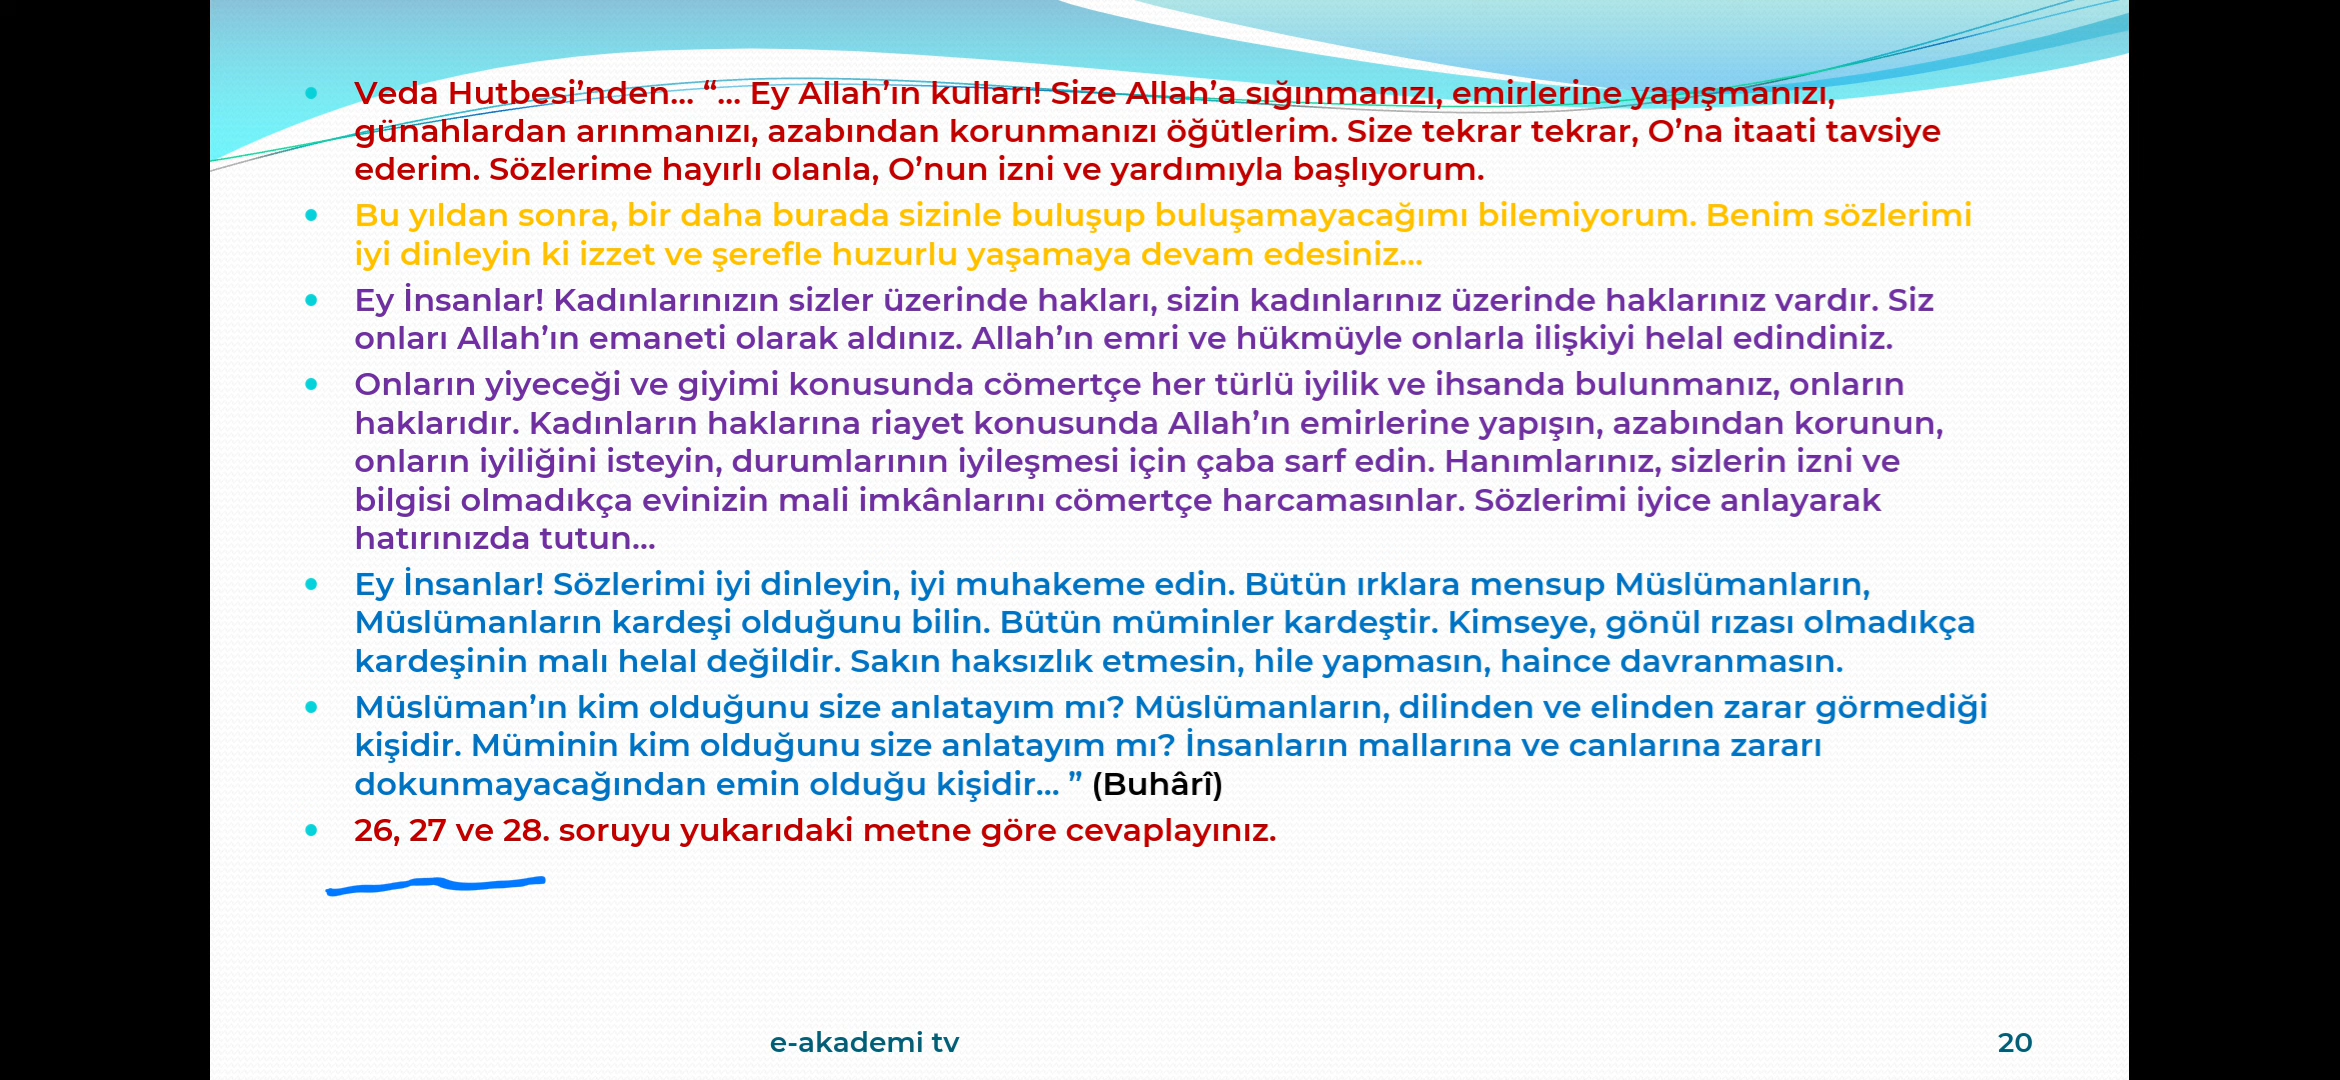 Veda Hutbesi’nden... “... Ey Allah’ın kulları! Size Allah’a sığınmanızı, emirlerine yapışmanızı,
günahlardan arınmanızı, azabından korunmanızı öğütlerim. Size tekrar tekrar, O’na itaati tavsiye
ederim. Sözlerime hayırlı olanla, O’nun izni ve yardımıyla başlıyorum.
Bu yıldan sonra, bir daha burada sizinle buluşup buluşamayacağımı bilemiyorum. Benim sözlerimi
iyi dinleyin ki izzet ve şerefle huzurlu yaşamaya devam edesiniz...
Ey İnsanlar! Kadınlarınızın sizler üzerinde hakları, sizin kadınlarınız üzerinde haklarınız vardır. Siz
onları Allah’ın emaneti olarak aldınız. Allah’ın emri ve hükmüyle onlarla ilişkiyi helal edindiniz.
Onların yiyeceği ve giyimi konusunda cömertçe her türlü iyilik ve ihsanda bulunmanız, onların
haklarıdır. Kadınların haklarına riayet konusunda Allah’ın emirlerine yapışın, azabından korunun,
onların iyiliğini isteyin, durumlarının iyileşmesi için çaba sarf edin. Hanımlarınız, sizlerin izni ve
bilgisi olmadıkça evinizin mali imkânlarını cömertçe harcamasınlar. Sözlerimi iyice anlayarak
hatırınızda tutun...
Ey İnsanlar! Sözlerimi iyi dinleyin, iyi muhakeme edin. Bütün ırklara mensup Müslümanların,
Müslümanların kardeşi olduğunu bilin. Bütün müminler kardeştir. Kimseye, gönül rızası olmadıkça
kardeşinin malı helal değildir. Sakın haksızlık etmesin, hile yapmasın, haince davranmasın.
Müslüman’ın kim olduğunu size anlatayım mı? Müslümanların, dilinden ve elinden zarar görmediği
kişidir. Müminin kim olduğunu size anlatayım mı? İnsanların mallarına ve canlarına zararı
dokunmayacağından emin olduğu kişidir... ” (Buhârî)
26, 27 ve 28. soruyu yukarıdaki metne göre cevaplayınız.
e-akademi tv
20